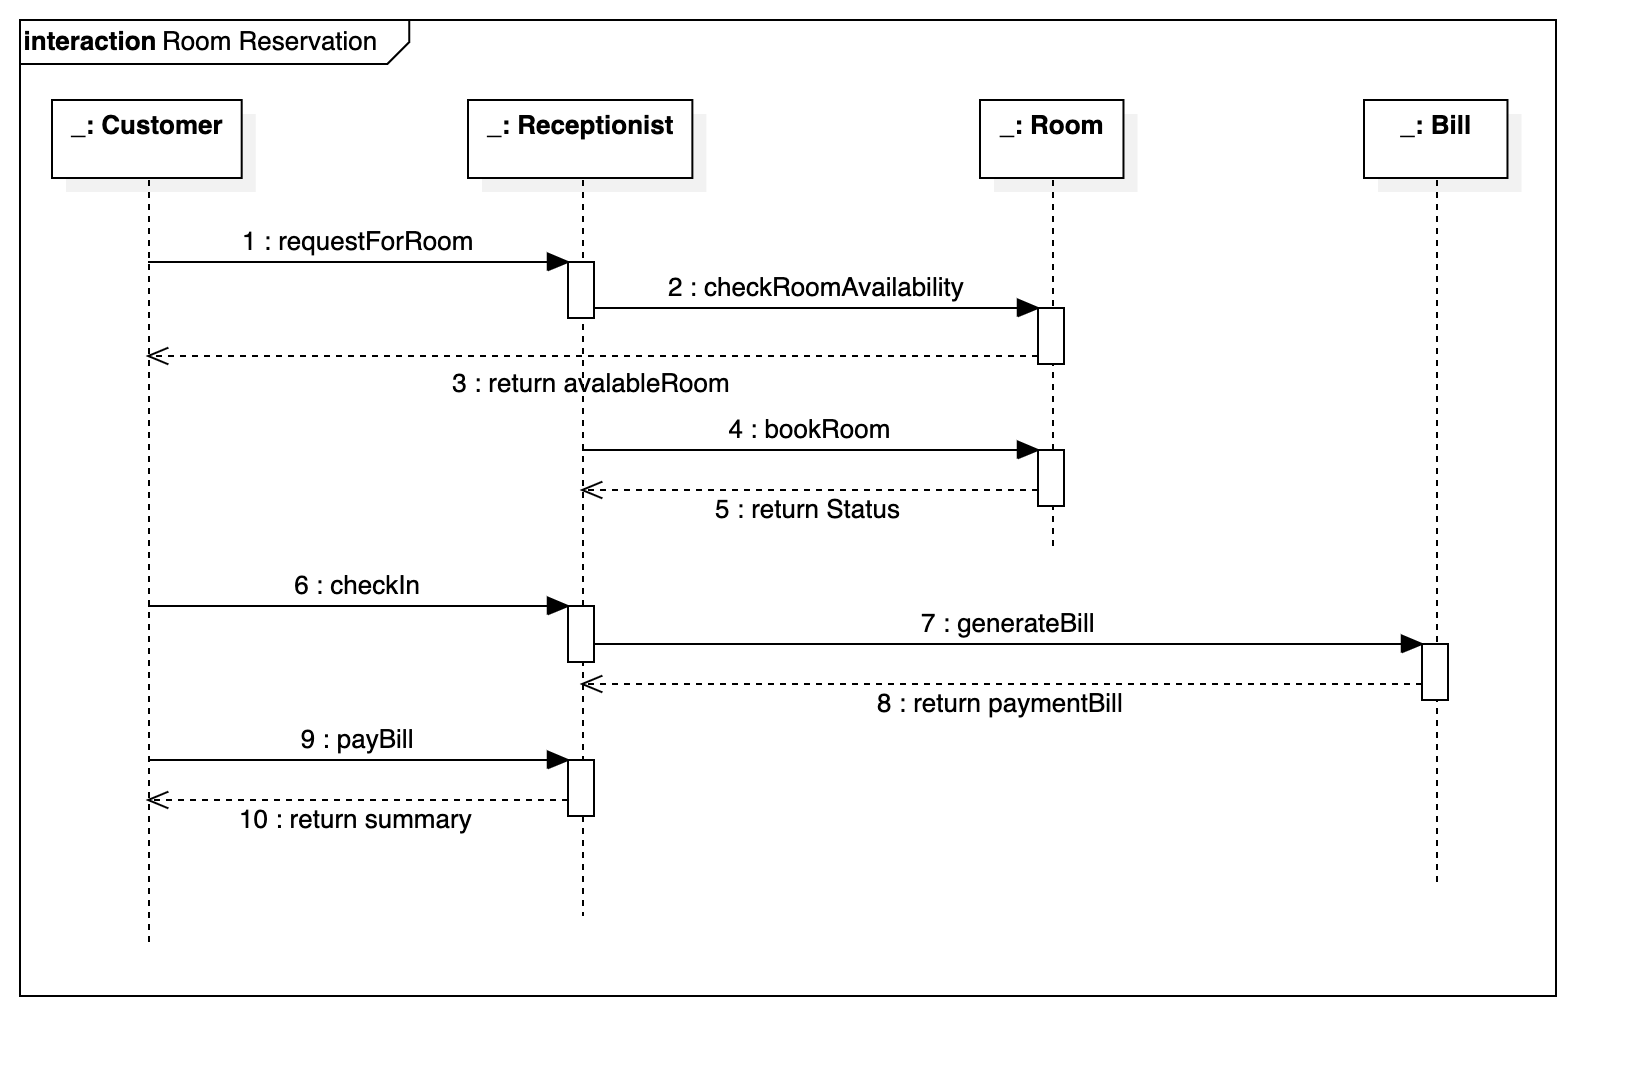 interaction Room Reservation
_: Customer
_: Receptionist
_: Room
_: Bill
1 : requestForRoom
2 : checkRoomAvailability
3 : return avalableRoom
4 : bookRoom
5 : return Status
6 : checkIn
7 : generateBill
8 : return paymentBill
9 : payBill
10 : return summary